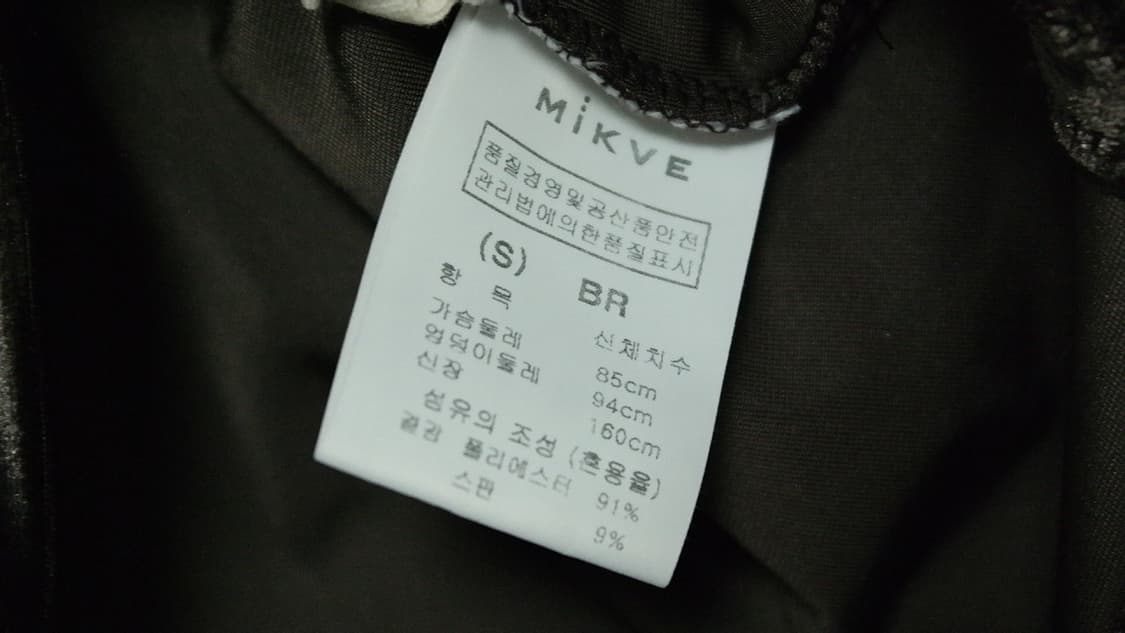 MiKVE
품질경영및공산품안전
관리법에의한품질표시
(S) BR
항 목 신체치수
가슴둘레 85cm
엉덩이둘레 94cm
신장 160cm
섬유의 조성 (혼용율)
겉감 폴리에스터 91%
스판 9%